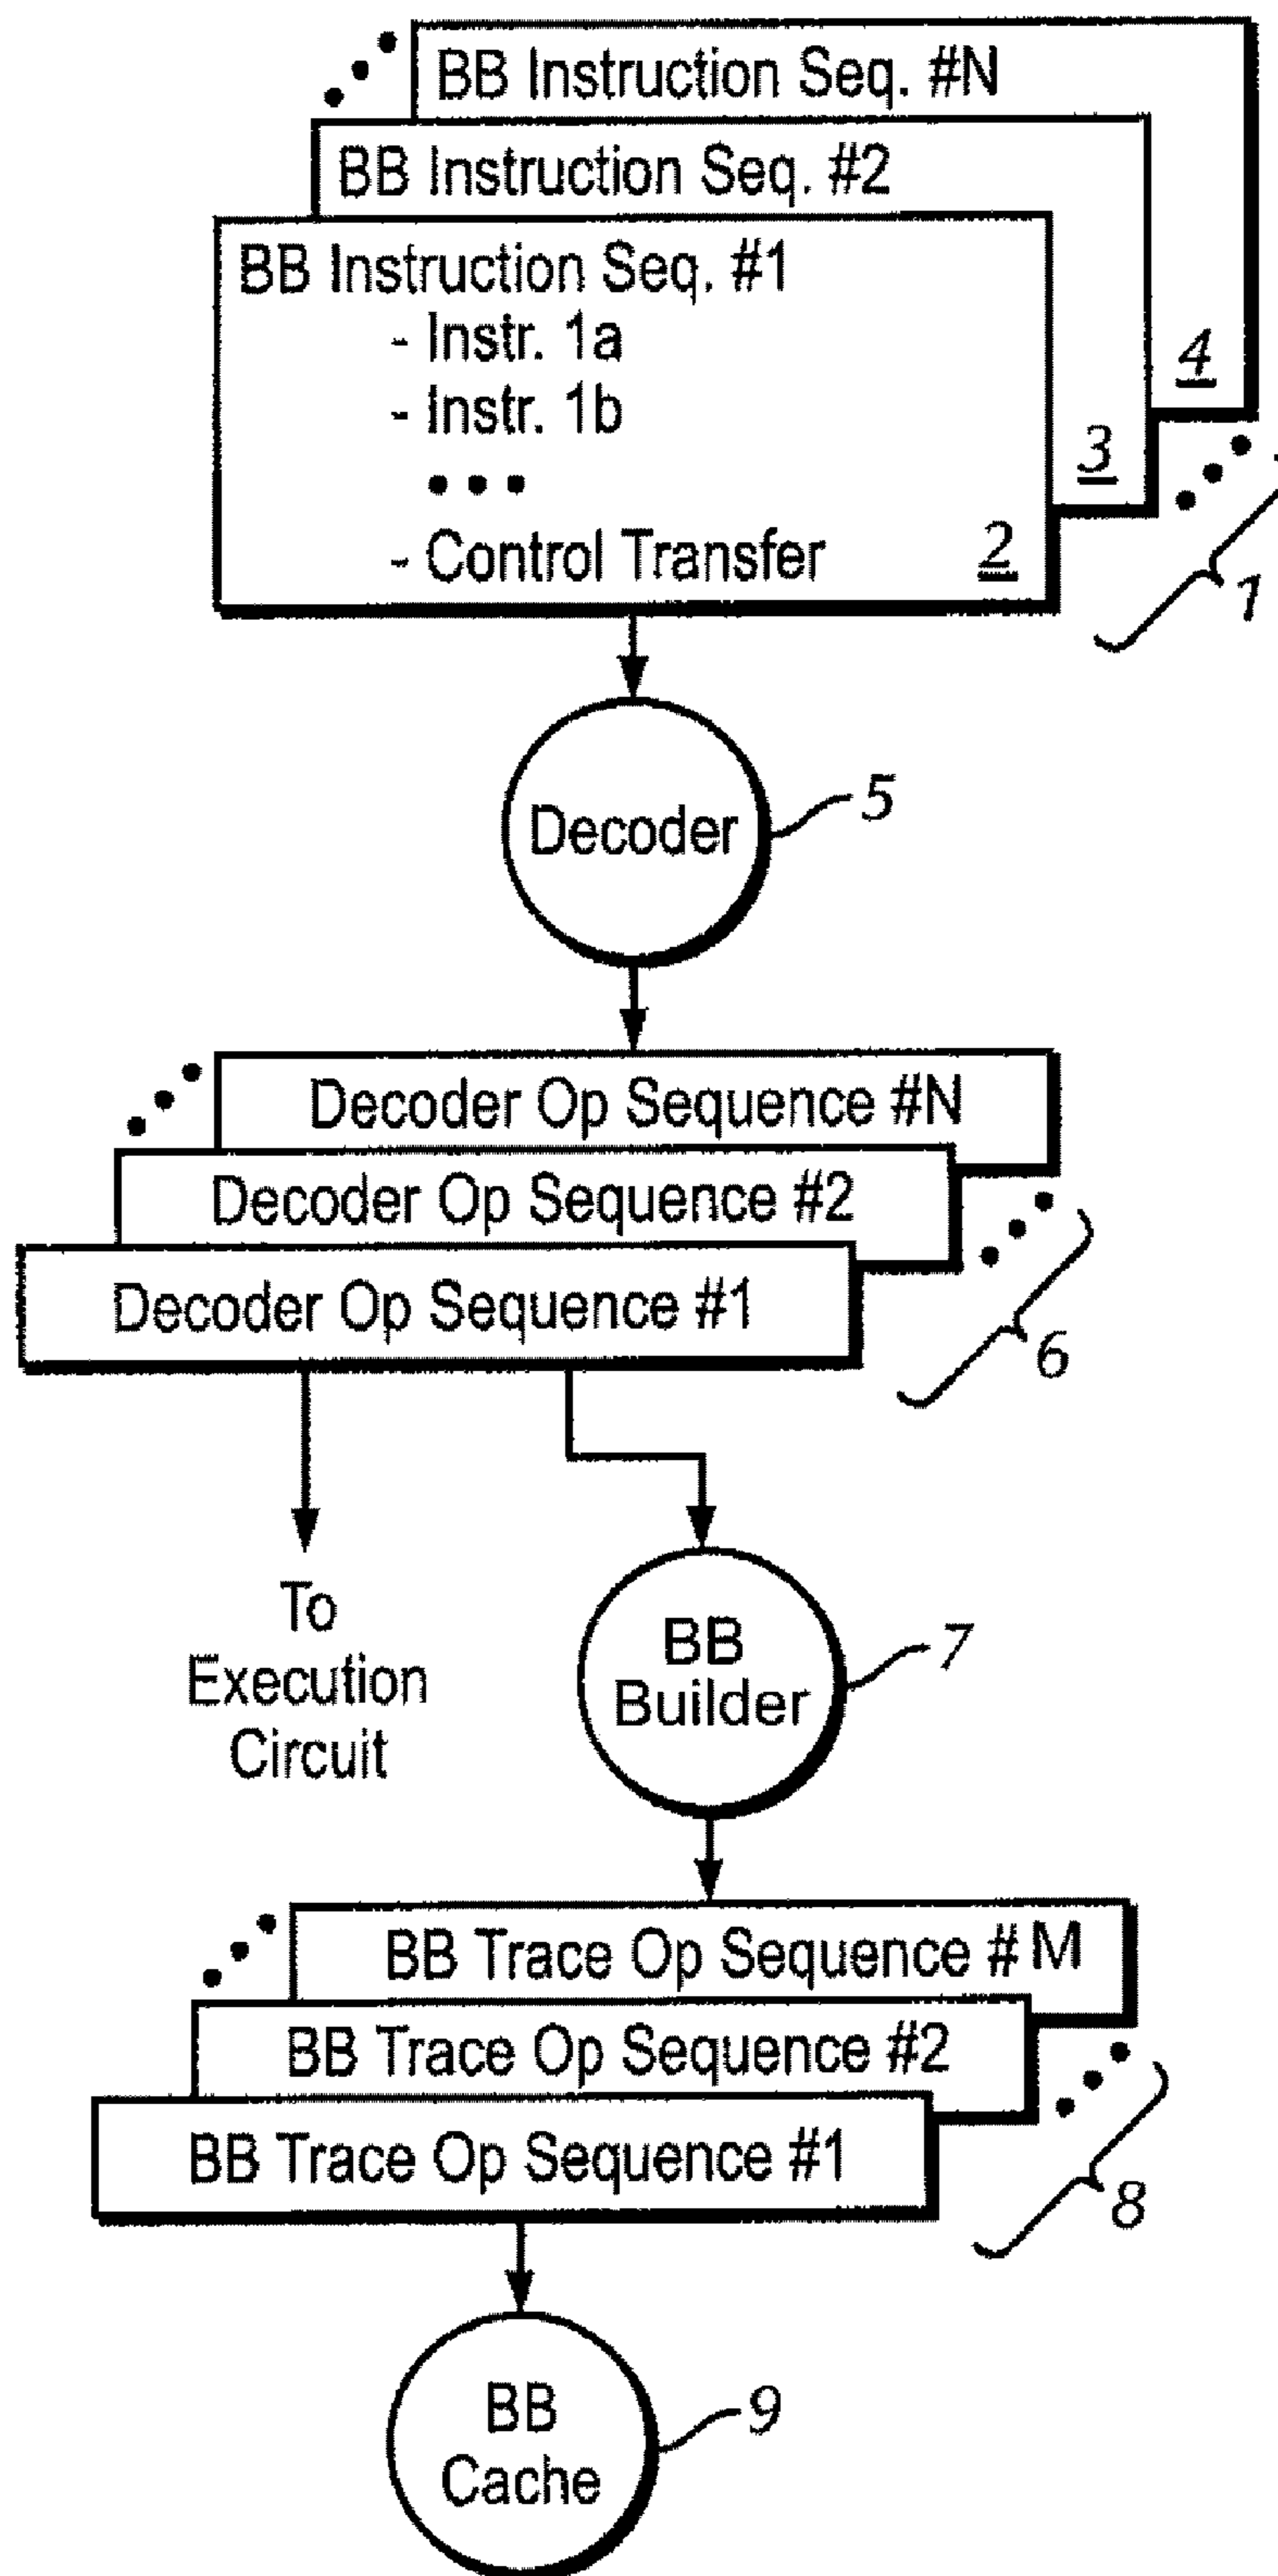 BB Instruction Seq. #N
BB Instruction Seq. #2
BB Instruction Seq. #1
- Instr. 1a
- Instr. 1b
• • •
- Control Transfer
2
3
4
1
Decoder
5
Decoder Op Sequence #N
Decoder Op Sequence #2
Decoder Op Sequence #1
6
To
Execution
Circuit
BB
Builder
7
BB Trace Op Sequence # M
BB Trace Op Sequence #2
BB Trace Op Sequence #1
8
BB
Cache
9